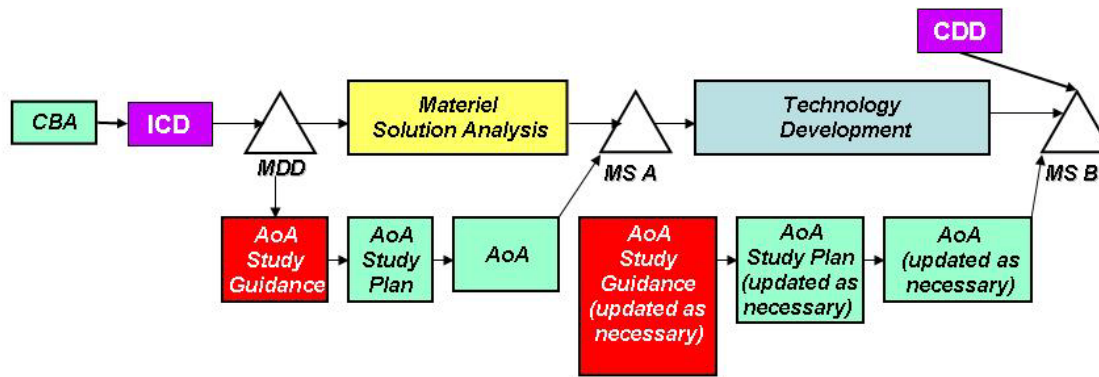 CDD
CBA
ICD
MDD
Materiel
Solution Analysis
MS A
Technology
Development
MS B
AoA
Study
Guidance
AoA
Study
Plan
AoA
AoA
Study
Guidance
(updated as
necessary)
AoA
Study Plan
(updated as
necessary)
AoA
(updated as
necessary)